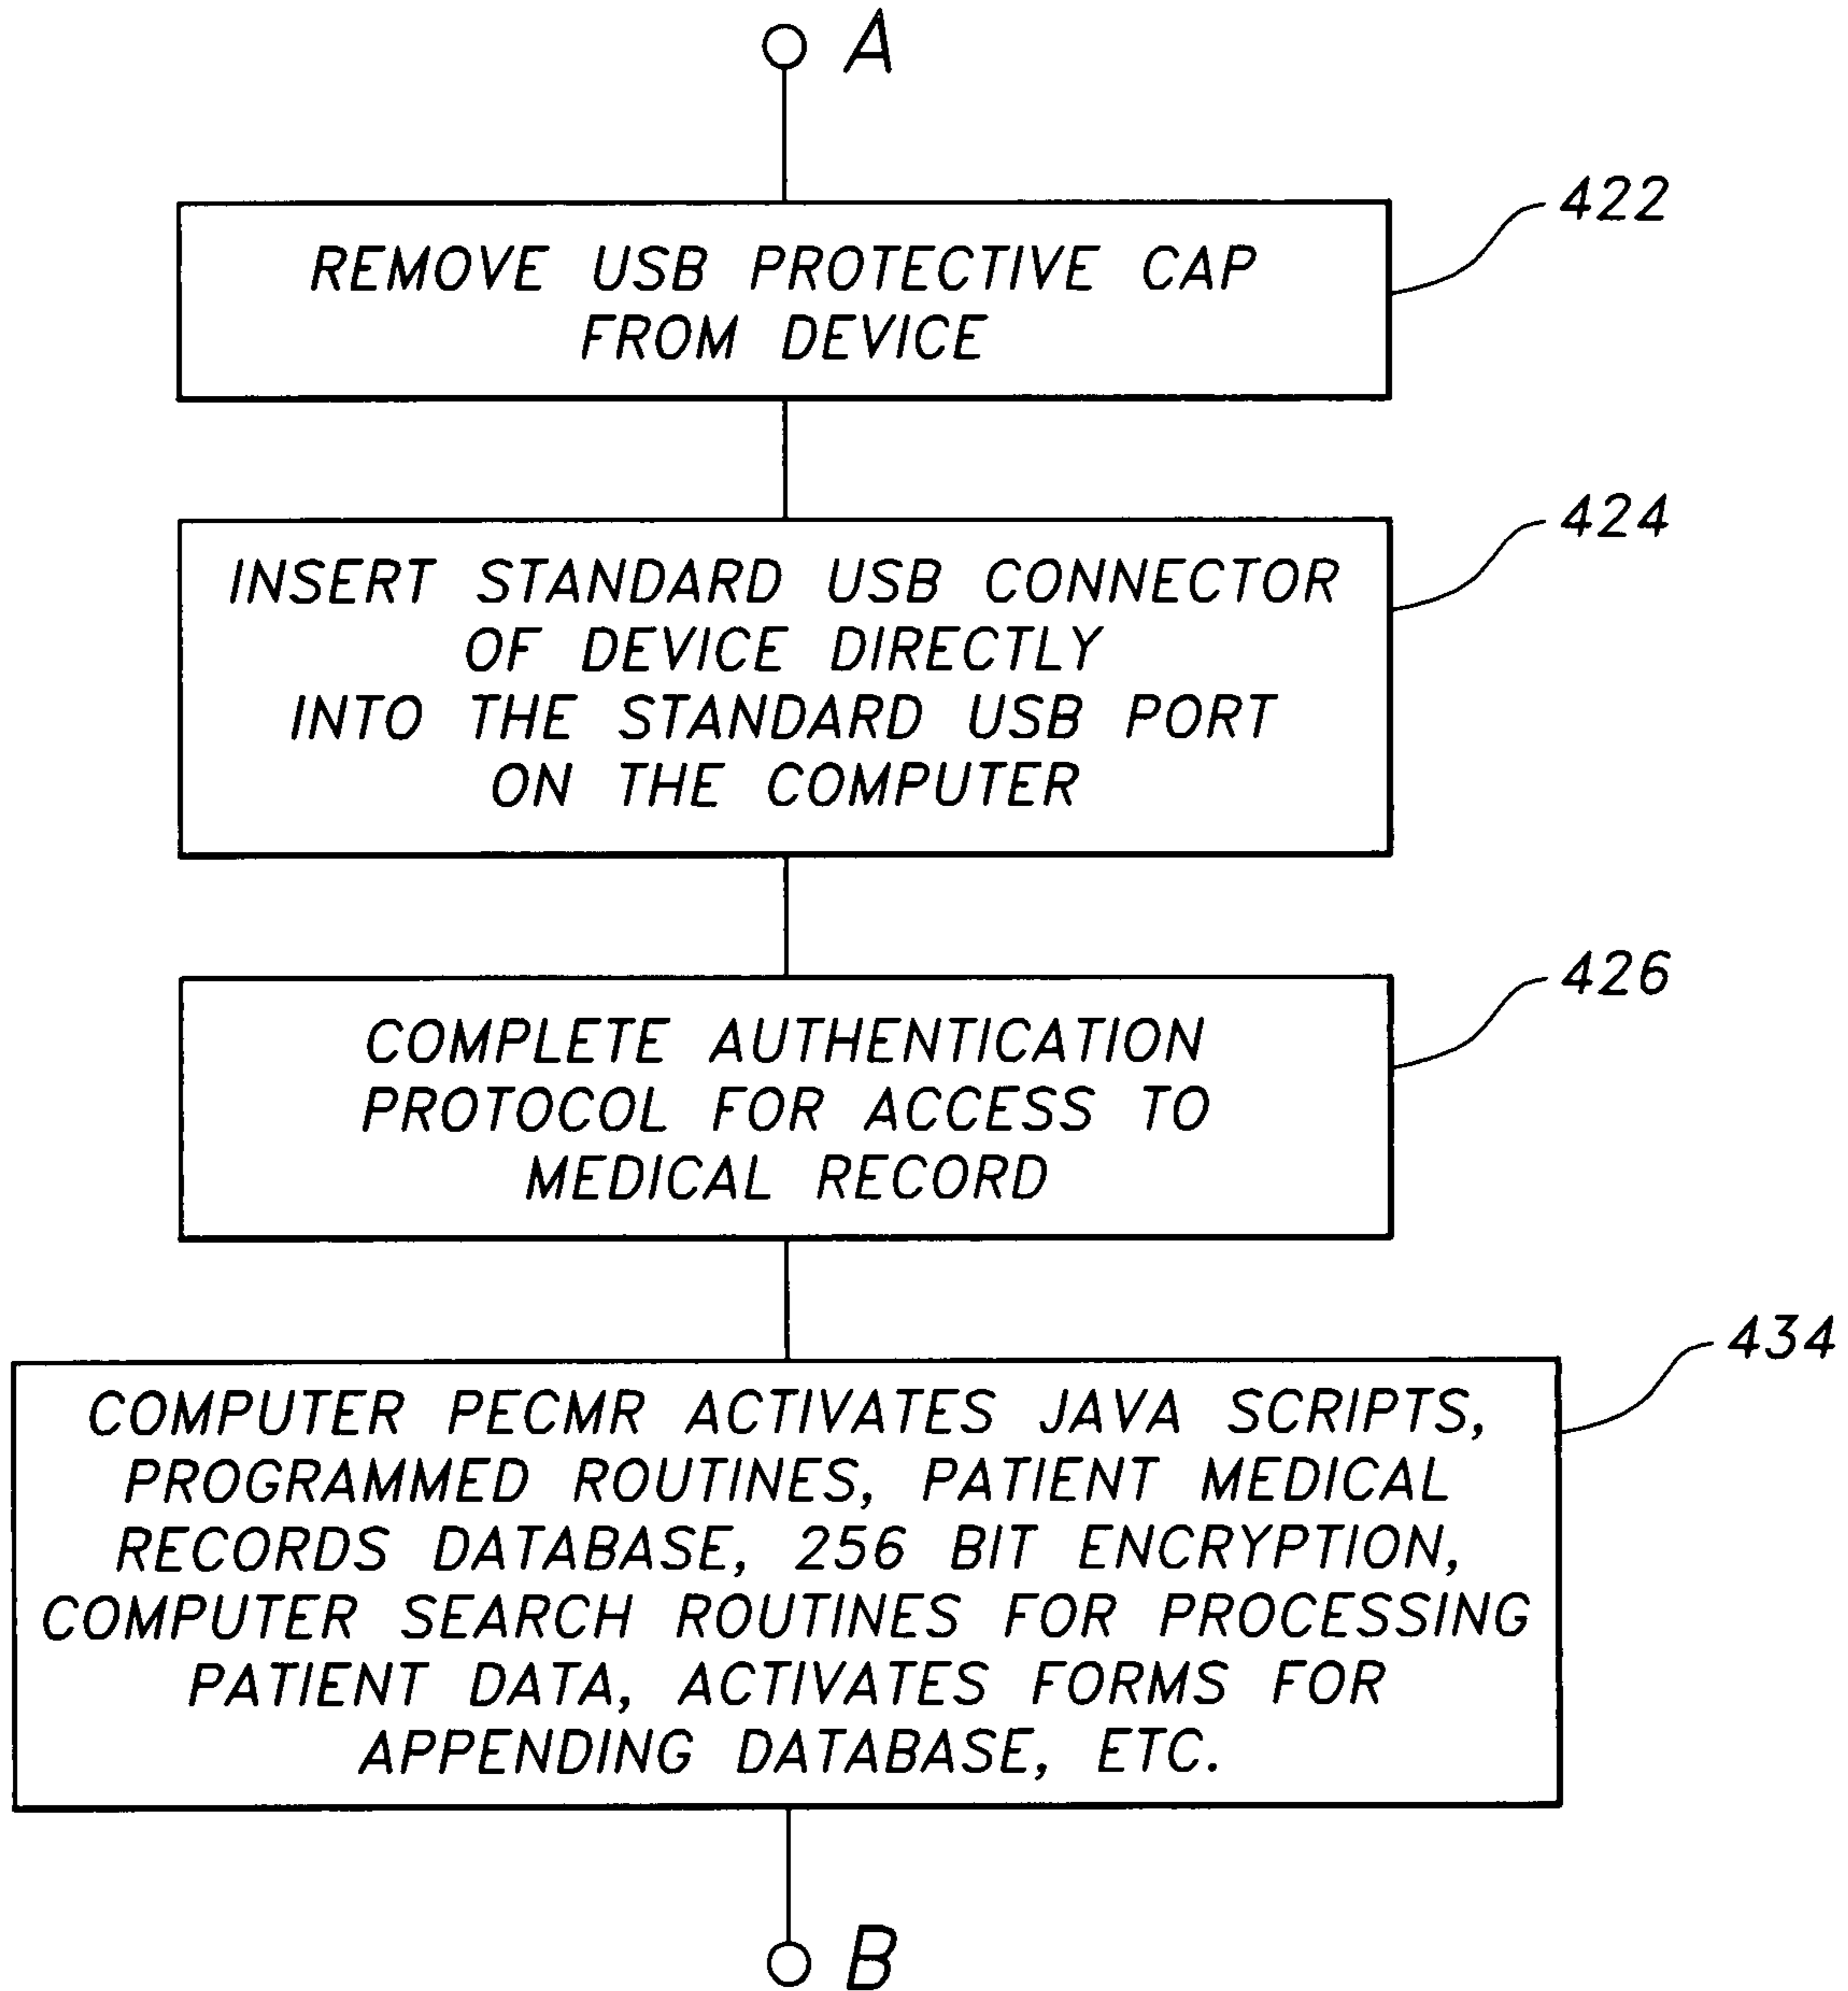 A
422
REMOVE USB PROTECTIVE CAP
FROM DEVICE
424
INSERT STANDARD USB CONNECTOR
OF DEVICE DIRECTLY
INTO THE STANDARD USB PORT
ON THE COMPUTER
426
COMPLETE AUTHENTICATION
PROTOCOL FOR ACCESS TO
MEDICAL RECORD
434
COMPUTER PECMR ACTIVATES JAVA SCRIPTS,
PROGRAMMED ROUTINES, PATIENT MEDICAL
RECORDS DATABASE, 256 BIT ENCRYPTION,
COMPUTER SEARCH ROUTINES FOR PROCESSING
PATIENT DATA, ACTIVATES FORMS FOR
APPENDING DATABASE, ETC.
B